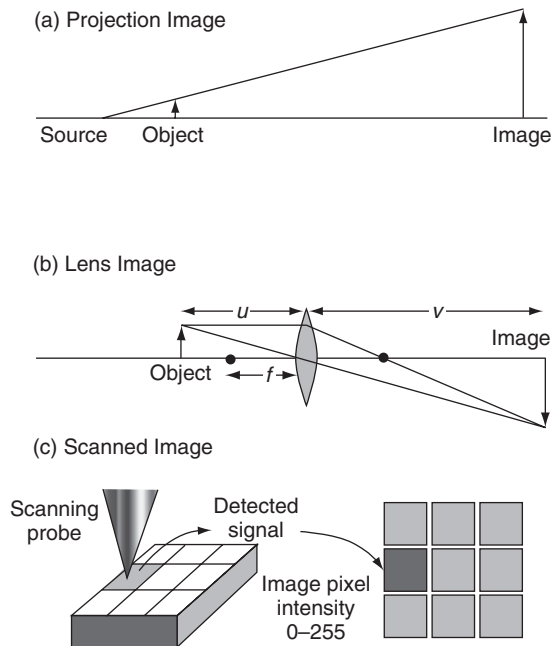 (a) Projection Image
Source
Object
Image
(b) Lens Image
u
v
Image
Object
f
(c) Scanned Image
Scanning
probe
Detected
signal
Image pixel
intensity
0–255